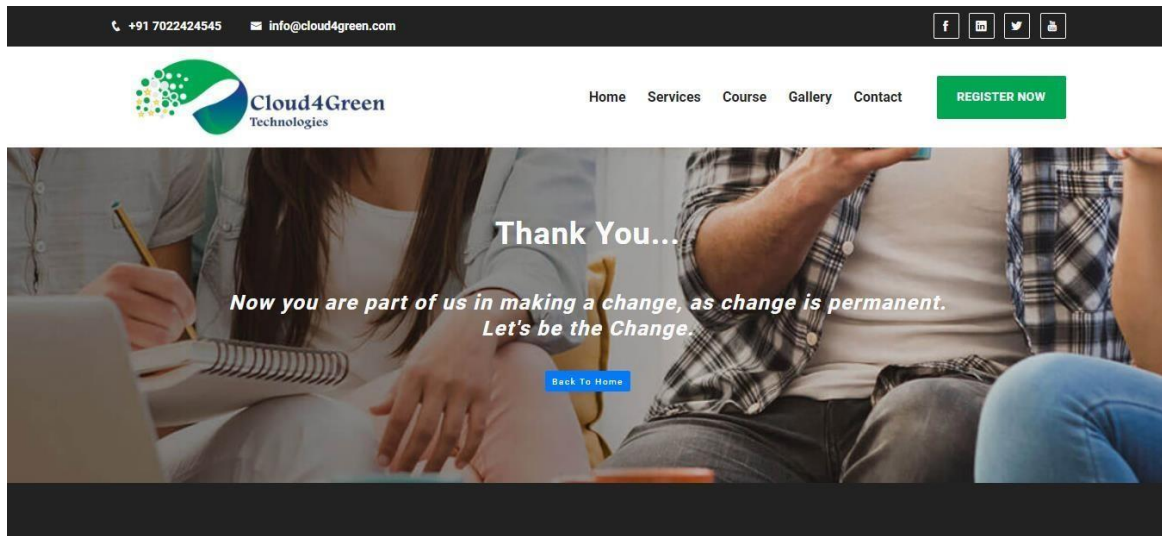 +91 7022424545 info@cloud4green.com
Cloud4Green
Technologies
Home Services Course Gallery Contact REGISTER NOW
Thank You...
Now you are part of us in making a change, as change is permanent.
Let's be the Change.
Back To Home